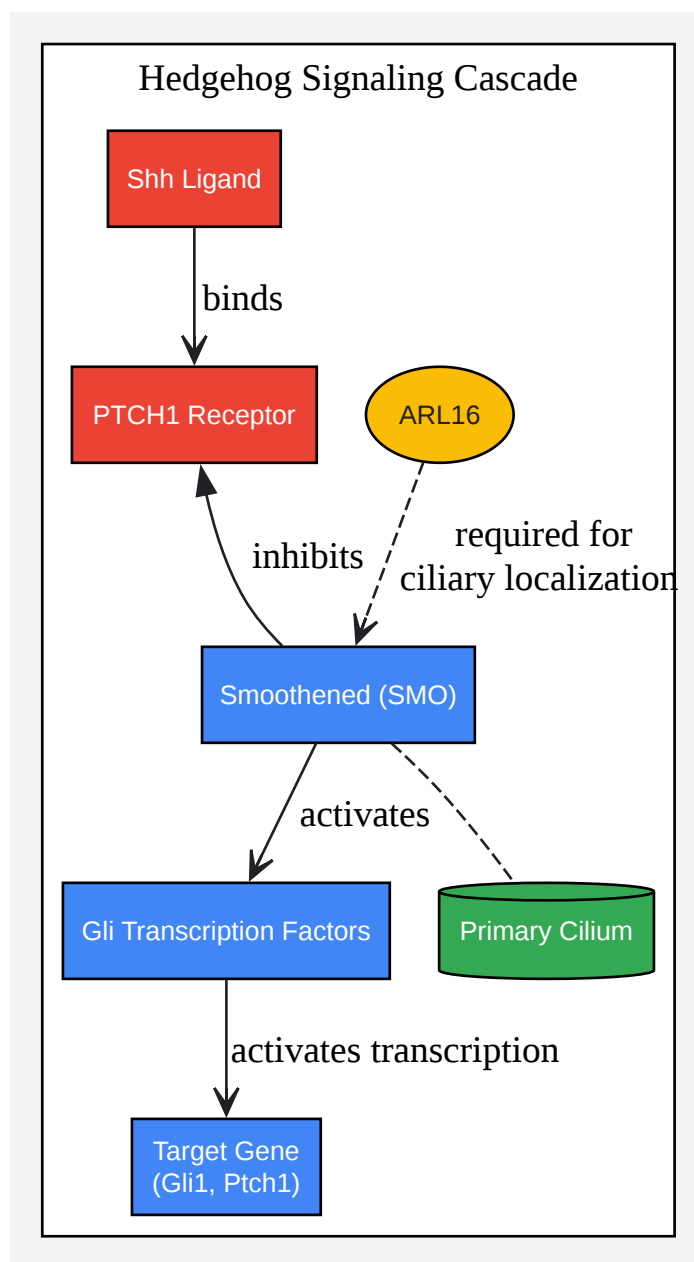 Hedgehog Signaling Cascade
Shh Ligand
binds
PTCH1 Receptor
ARL16
inhibits
required for
ciliary localization
Smoothened (SMO)
activates
Gli Transcription Factors
Primary Cilium
activates transcription
Target Gene
(Gli1, Ptch1)